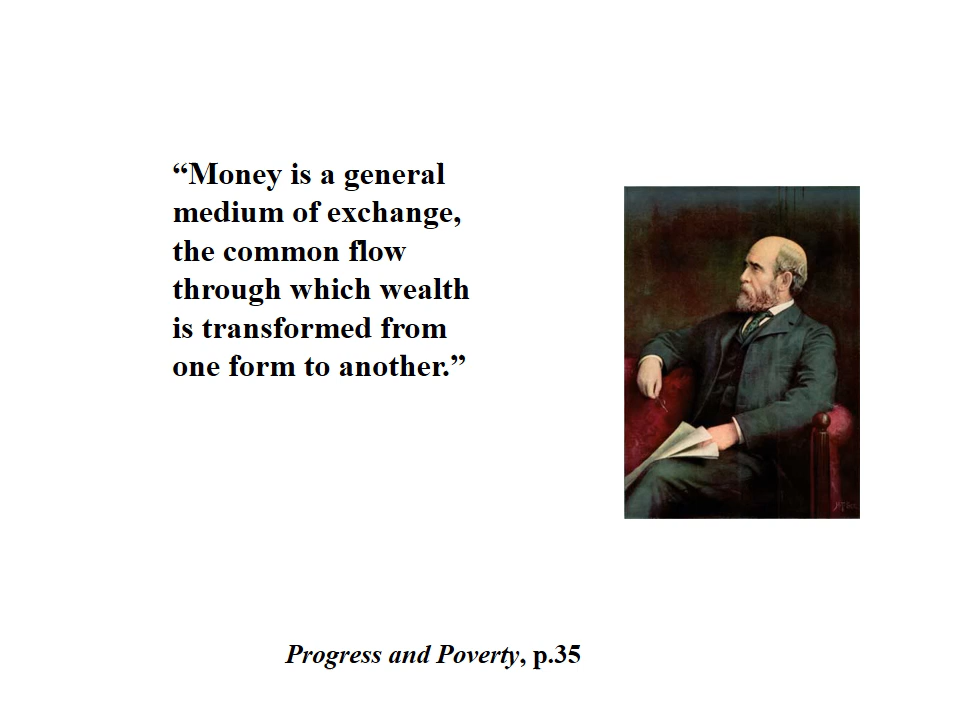 “Money is a general
medium of exchange,
the common flow
through which wealth
is transformed from
one form to another.”
Progress and Poverty, p.35